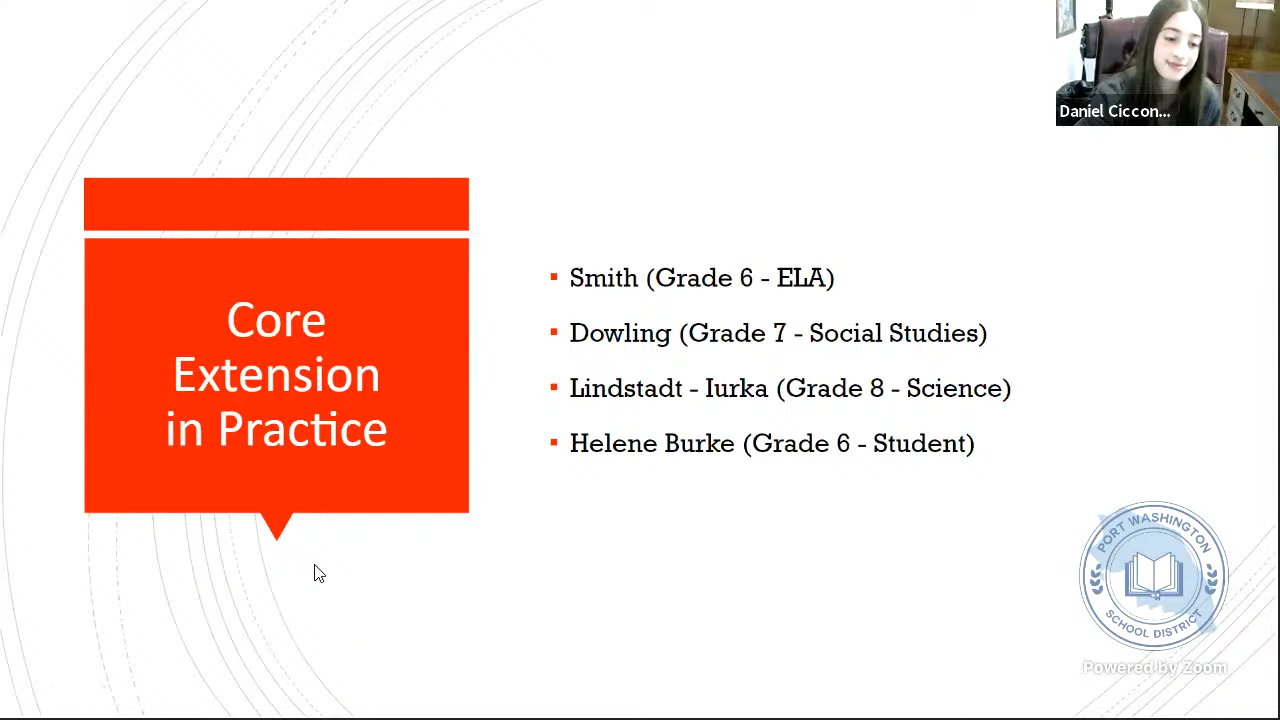 Daniel Ciccon...
Core
Extension
in Practice
▪ Smith (Grade 6 - ELA)
▪ Dowling (Grade 7 - Social Studies)
▪ Lindstadt - Iurka (Grade 8 - Science)
▪ Helene Burke (Grade 6 - Student)
PORT WASHINGTON
SCHOOL DISTRICT
Powered by Zoom